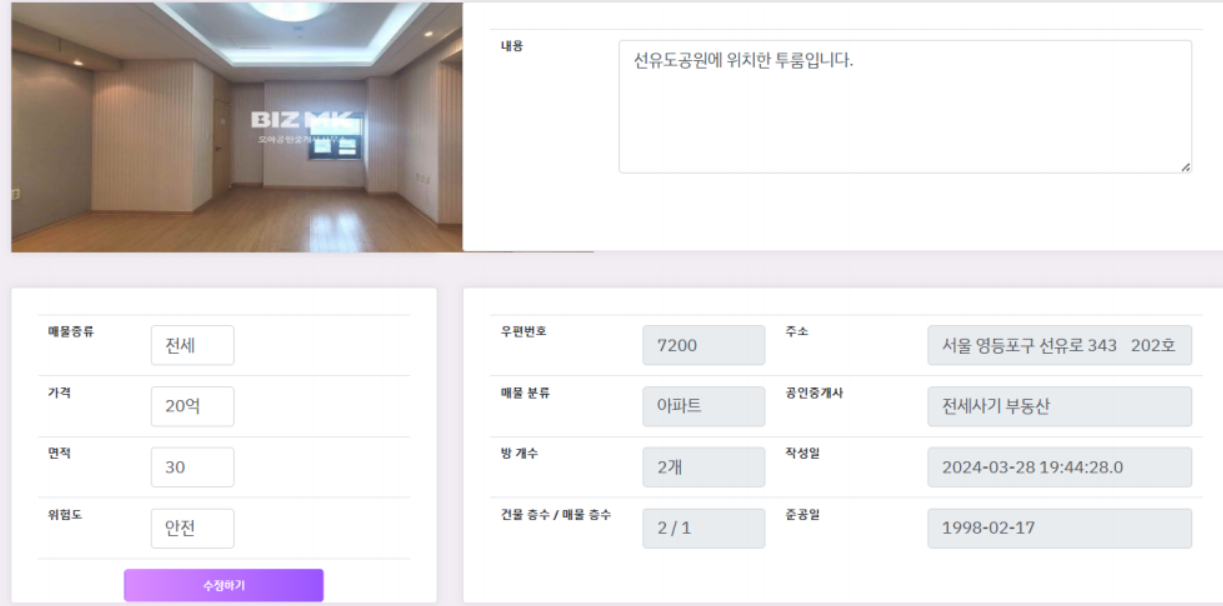 BIZ MK
내용
선유도공원에 위치한 투룸입니다.
매물종류
전세
가격
20억
면적
30
위험도
안전
수정하기
우편번호
7200
주소
서울 영등포구 선유로 343 202호
매물 분류
아파트
공인중개사
전세사기 부동산
방 개수
2개
작성일
2024-03-28 19:44:28.0
건물 층수 / 매물 층수
2 / 1
준공일
1998-02-17